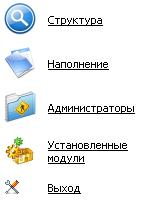 Структура
Наполнение
Администраторы
Установленные
модули
Выход